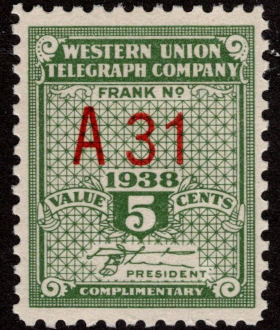 WESTERN UNION
TELEGRAPH COMPANY
FRANK No
A 31
1938
VALUE 5 CENTS
PRESIDENT
COMPLIMENTARY